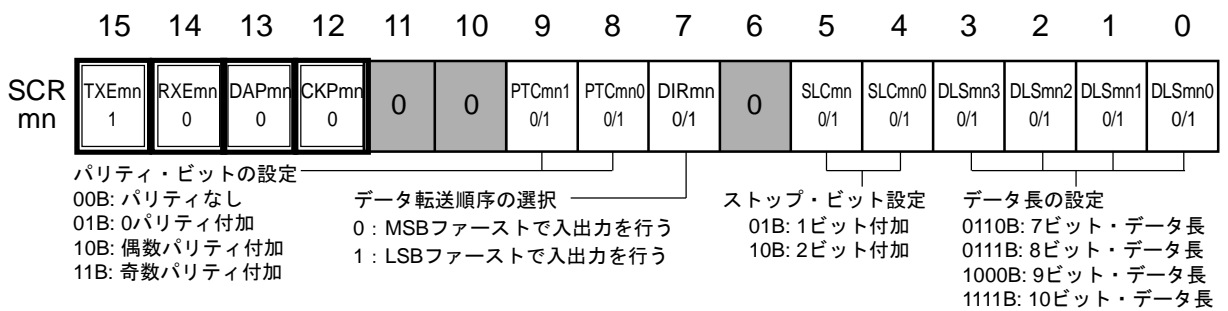 15 14 13 12 11 10 9 8 7 6 5 4 3 2 1 0
SCR
mn
TXEmn RXEmn DAPmn CKPmn 0 0 PTCmn1 PTCmn0 DIRmn 0 SLCmn SLCmn0 DLSmn3 DLSmn2 DLSmn1 DLSmn0
1 0 0 0 0/1 0/1 0/1 0/1 0/1 0/1 0/1 0/1 0/1
パリティ・ビットの設定
00B: パリティなし
01B: 0パリティ付加
10B: 偶数パリティ付加
11B: 奇数パリティ付加
データ転送順序の選択
0：MSBファーストで入出力を行う
1：LSBファーストで入出力を行う
ストップ・ビット設定
01B: 1ビット付加
10B: 2ビット付加
データ長の設定
0110B: 7ビット・データ長
0111B: 8ビット・データ長
1000B: 9ビット・データ長
1111B: 10ビット・データ長